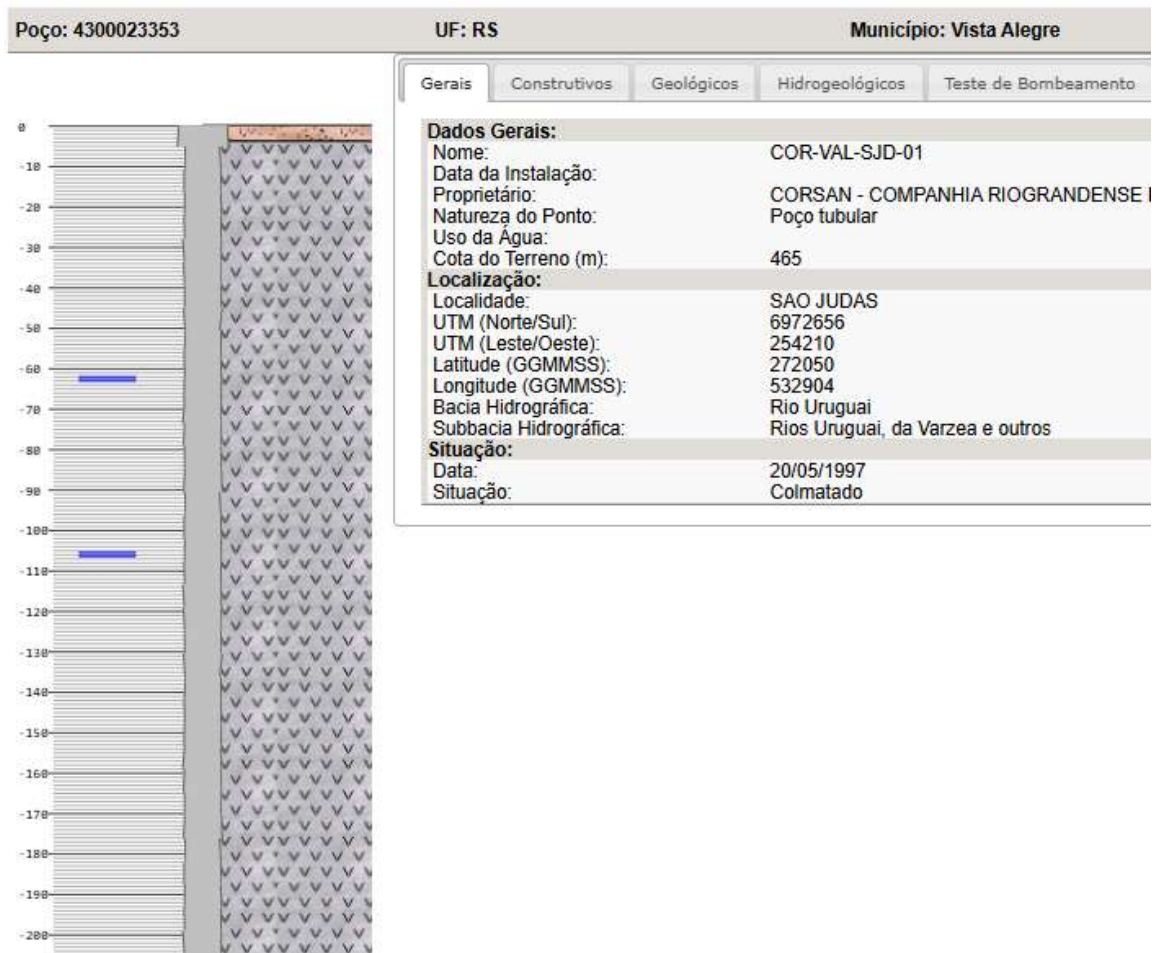 Poço: 4300023353 UF: RS Município: Vista Alegre
Gerais Construtivos Geológicos Hidrogeológicos Teste de Bombeamento
Dados Gerais:
Nome: COR-VAL-SJD-01
Data da Instalação:
Proprietário: CORSAN - COMPANHIA RIOGRANDENSE
Natureza do Ponto: Poço tubular
Uso da Água:
Cota do Terreno (m): 465
Localização:
Localidade: SAO JUDAS
UTM (Norte/Sul): 6972656
UTM (Leste/Oeste): 254210
Latitude (GGMMSS): 272050
Longitude (GGMMSS): 532904
Bacia Hidrográfica: Rio Uruguai
Subbacia Hidrográfica: Rios Uruguai, da Varzea e outros
Situação:
Data: 20/05/1997
Situação: Colmatado
0
-10
-20
-30
-40
-50
-60
-70
-80
-90
-100
-110
-120
-130
-140
-150
-160
-170
-180
-190
-200